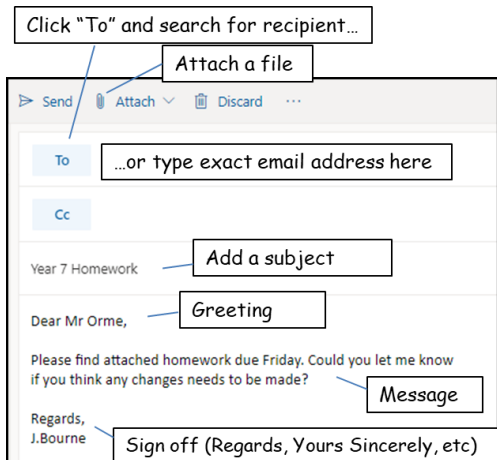 Click “To” and search for recipient…
Attach a file
Send Attach Discard ...
To
…or type exact email address here
Cc
Add a subject
Year 7 Homework
Greeting
Dear Mr Orme,
Please find attached homework due Friday. Could you let me know
if you think any changes needs to be made?
Message
Regards,
J.Bourne
Sign off (Regards, Yours Sincerely, etc)